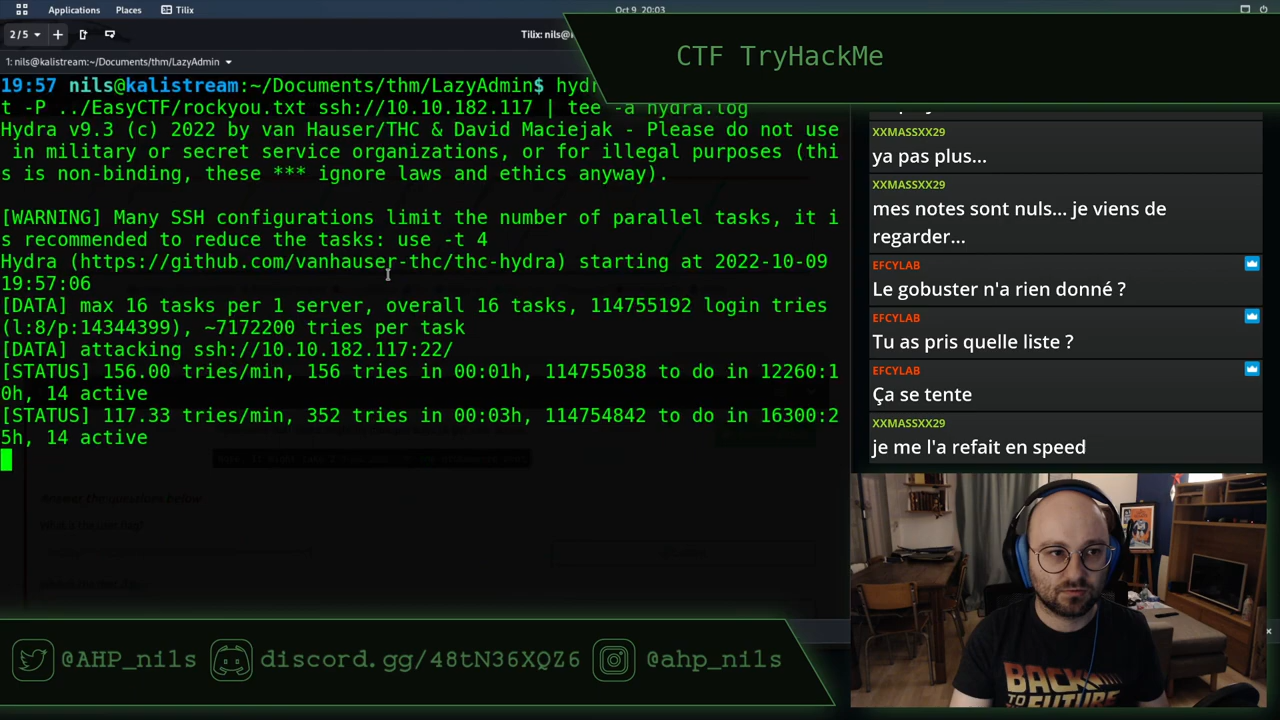 Applications Places Tilix Oct 9 20:03
2/5 Tilix: nils@
CTF TryHackMe
1: nils@kalistream:~/Documents/thm/LazyAdmin
19:57 nils@kalistream:~/Documents/thm/LazyAdmin$ hydr
t -P ../EasyCTF/rockyou.txt ssh://10.10.182.117 | tee -a hydra.log
Hydra v9.3 (c) 2022 by van Hauser/THC & David Maciejak - Please do not use
in military or secret service organizations, or for illegal purposes (thi
s is non-binding, these *** ignore laws and ethics anyway).
[WARNING] Many SSH configurations limit the number of parallel tasks, it i
s recommended to reduce the tasks: use -t 4
Hydra (https://github.com/vanhauser-thc/thc-hydra) starting at 2022-10-09
19:57:06
[DATA] max 16 tasks per 1 server, overall 16 tasks, 114755192 login tries
(l:8/p:14344399), ~7172200 tries per task
[DATA] attacking ssh://10.10.182.117:22/
[STATUS] 156.00 tries/min, 156 tries in 00:01h, 114755038 to do in 12260:1
0h, 14 active
[STATUS] 117.33 tries/min, 352 tries in 00:03h, 114754842 to do in 16300:2
5h, 14 active
Answer the questions below
What is the user flag?
XXMASSXX29
ya pas plus...
XXMASSXX29
mes notes sont nuls... je viens de
regarder...
EFCYLAB
Le gobuster n'a rien donné ?
EFCYLAB
Tu as pris quelle liste ?
EFCYLAB
Ça se tente
XXMASSXX29
je me l'a refait en speed
BACK
TO THE
FUTURE
@AHP_nils discord.gg/48tN36XQZ6 @ahp_nils